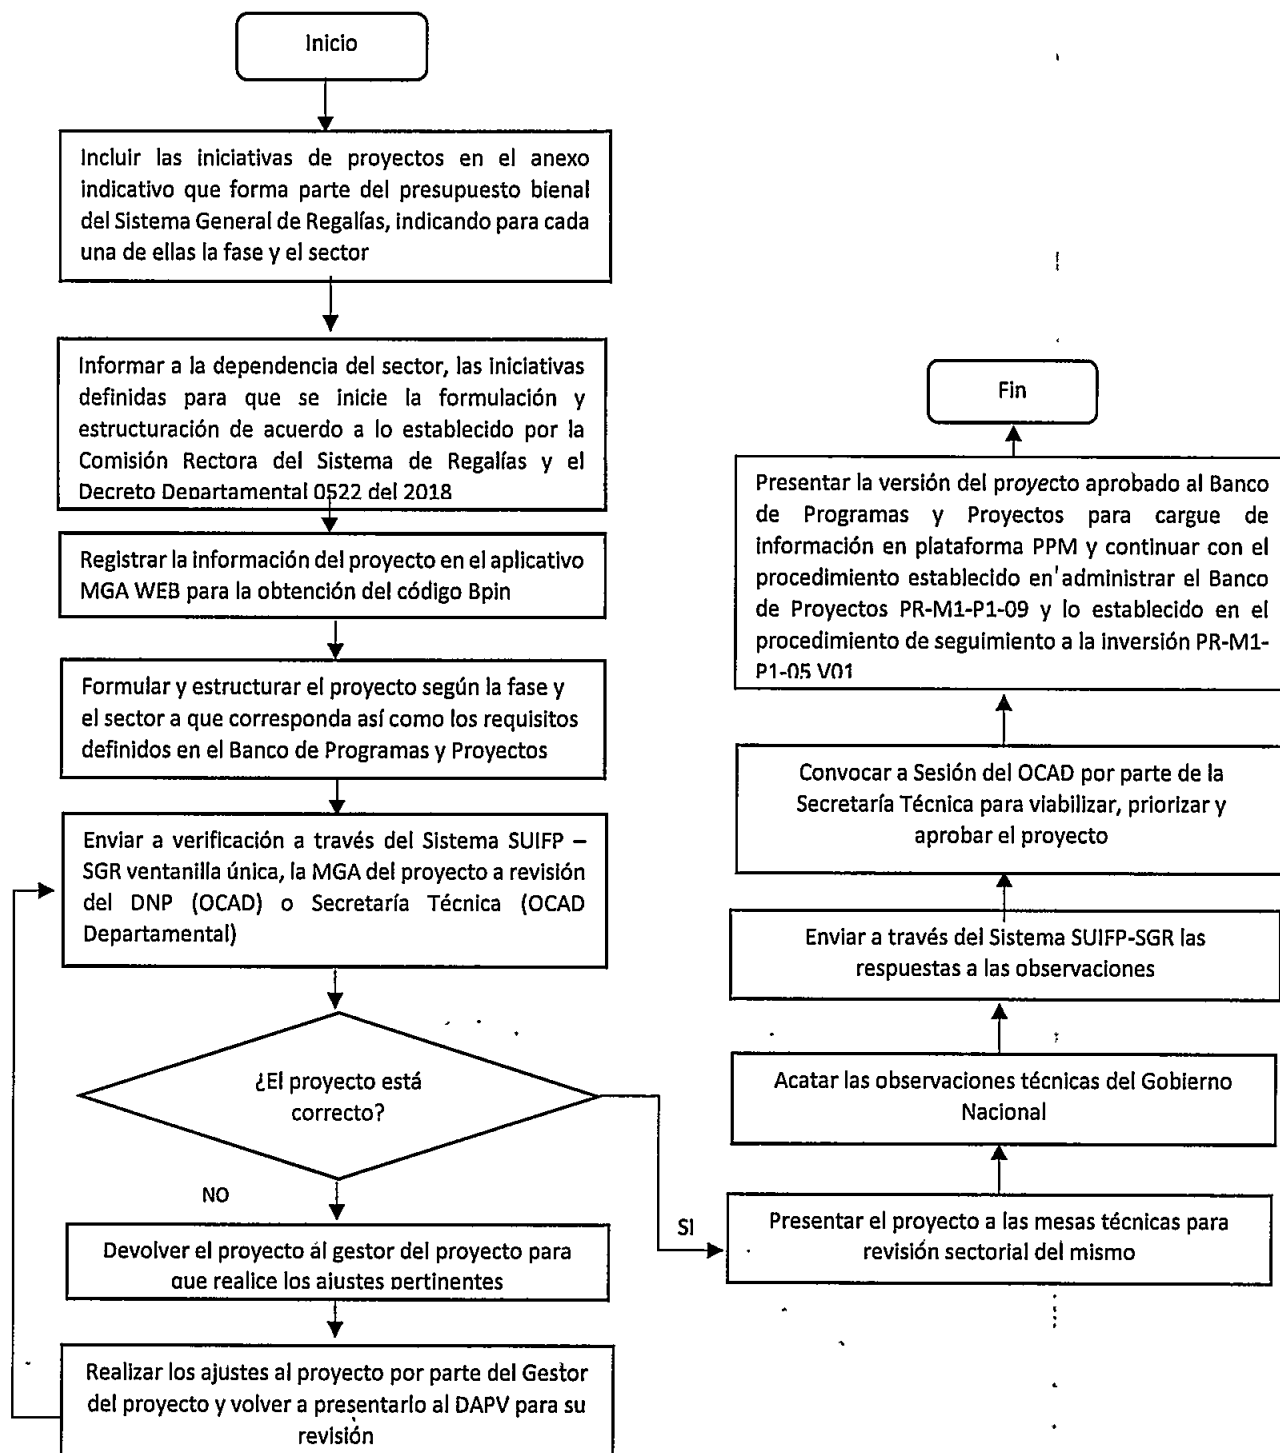 Inicio
Incluir las iniciativas de proyectos en el anexo
indicativo que forma parte del presupuesto bienal
del Sistema General de Regalías, indicando para cada
una de ellas la fase y el sector
Informar a la dependencia del sector, las iniciativas
definidas para que se inicie la formulación y
estructuración de acuerdo a lo establecido por la
Comisión Rectora del Sistema de Regalías y el
Decreto Departamental 0522 del 2018
Registrar la información del proyecto en el aplicativo
MGA WEB para la obtención del código Bpin
Formular y estructurar el proyecto según la fase y
el sector a que corresponda así como los requisitos
definidos en el Banco de Programas y Proyectos
Enviar a verificación a través del Sistema SUIFP –
SGR ventanilla única, la MGA del proyecto a revisión
del DNP (OCAD) o Secretaría Técnica (OCAD
Departamental)
¿El proyecto está
correcto?
NO
Devolver el proyecto al gestor del proyecto para
que realice los ajustes pertinentes
Realizar los ajustes al proyecto por parte del Gestor
del proyecto y volver a presentarlo al DAPV para su
revisión
SI
Presentar el proyecto a las mesas técnicas para
revisión sectorial del mismo
Acatar las observaciones técnicas del Gobierno
Nacional
Enviar a través del Sistema SUIFP-SGR las
respuestas a las observaciones
Convocar a Sesión del OCAD por parte de la
Secretaría Técnica para viabilizar, priorizar y
aprobar el proyecto
Presentar la versión del proyecto aprobado al Banco
de Programas y Proyectos para cargue de
información en plataforma PPM y continuar con el
procedimiento establecido en administrar el Banco
de Proyectos PR-M1-P1-09 y lo establecido en el
procedimiento de seguimiento a la inversión PR-M1-
P1-05 V01
Fin